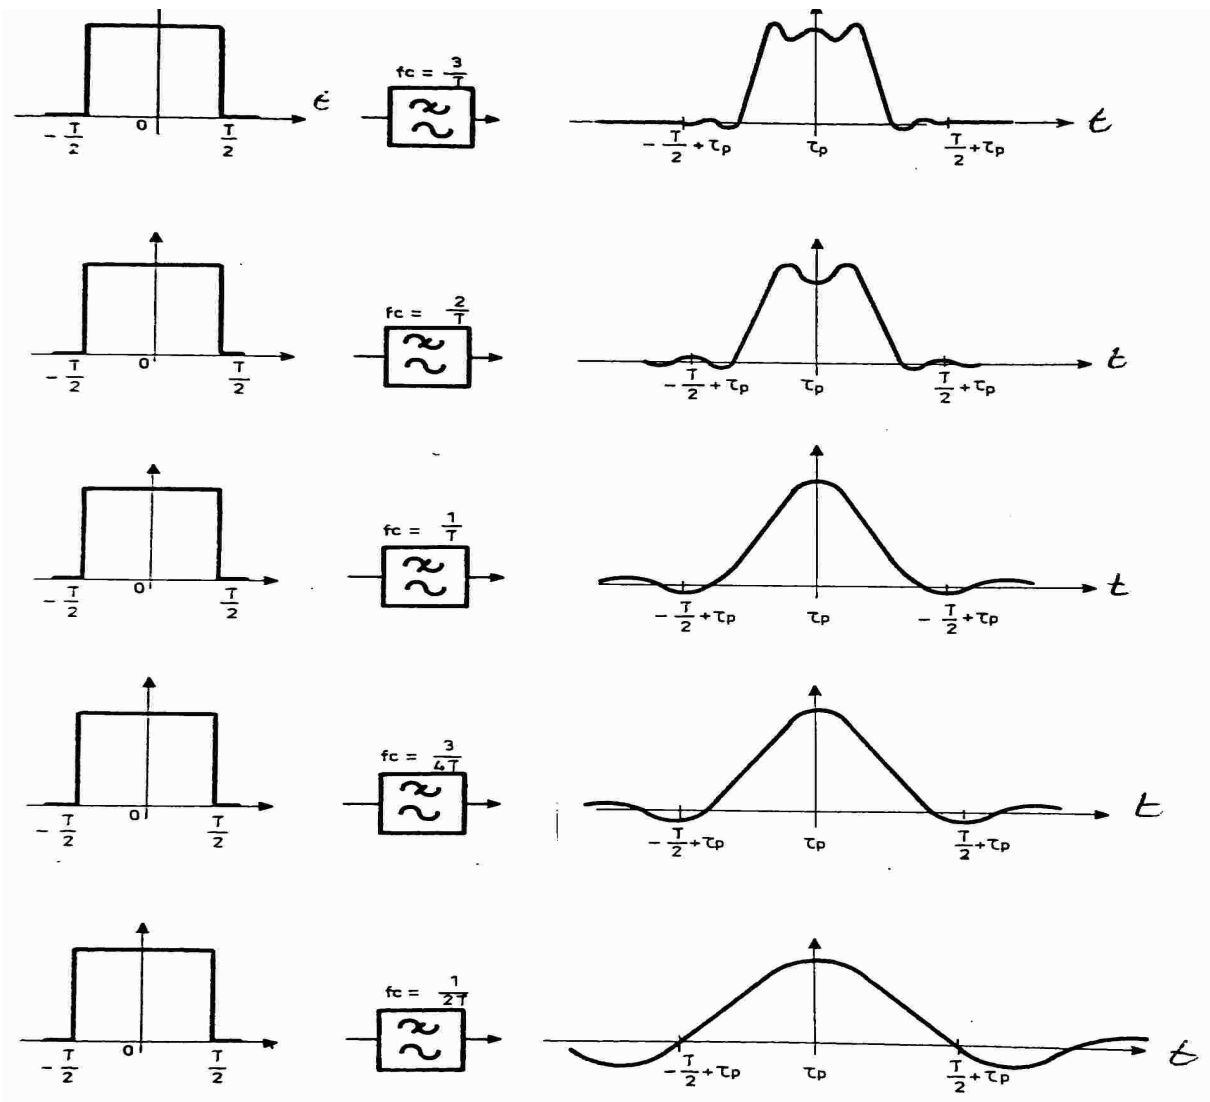 fc = 3/T
t
-T/2 0 T/2
-T/2+τp τp T/2+τp
t
fc = 2/T
-T/2 0 T/2
-T/2+τp τp T/2+τp
t
fc = 1/T
-T/2 0 T/2
-T/2+τp τp -T/2+τp
t
fc = 3/4T
-T/2 0 T/2
-T/2+τp τp T/2+τp
t
fc = 1/2T
-T/2 0 T/2
-T/2+τp τp T/2+τp
t
t